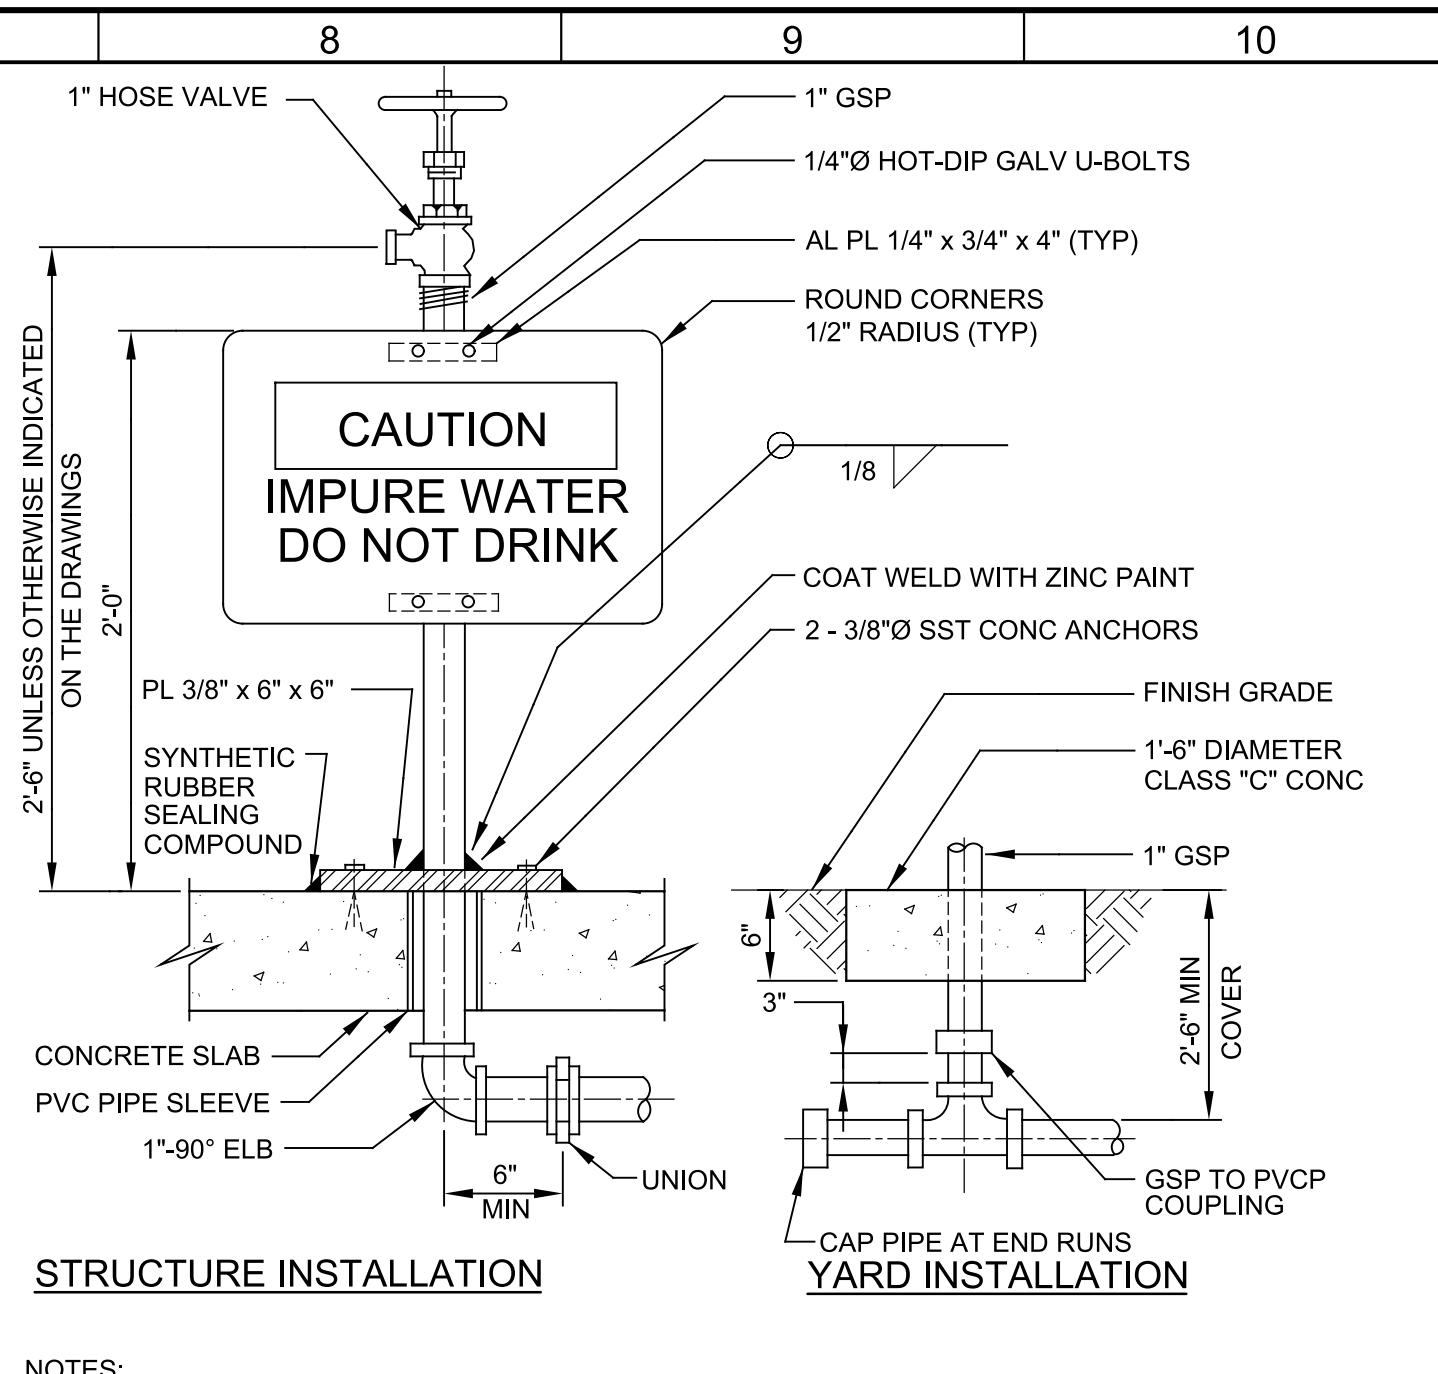 8
9
10
1" HOSE VALVE
1" GSP
1/4"Ø HOT-DIP GALV U-BOLTS
AL PL 1/4" x 3/4" x 4" (TYP)
ROUND CORNERS
1/2" RADIUS (TYP)
2'-6" UNLESS OTHERWISE INDICATED
ON THE DRAWINGS
2'-0"
CAUTION
IMPURE WATER
DO NOT DRINK
1/8
COAT WELD WITH ZINC PAINT
2 - 3/8"Ø SST CONC ANCHORS
PL 3/8" x 6" x 6"
SYNTHETIC
RUBBER
SEALING
COMPOUND
CONCRETE SLAB
PVC PIPE SLEEVE
1"-90° ELB
6"
MIN
UNION
STRUCTURE INSTALLATION
FINISH GRADE
1'-6" DIAMETER
CLASS "C" CONC
1" GSP
6"
3"
2'-6" MIN
COVER
GSP TO PVCP
COUPLING
CAP PIPE AT END RUNS
YARD INSTALLATION
NOTES: